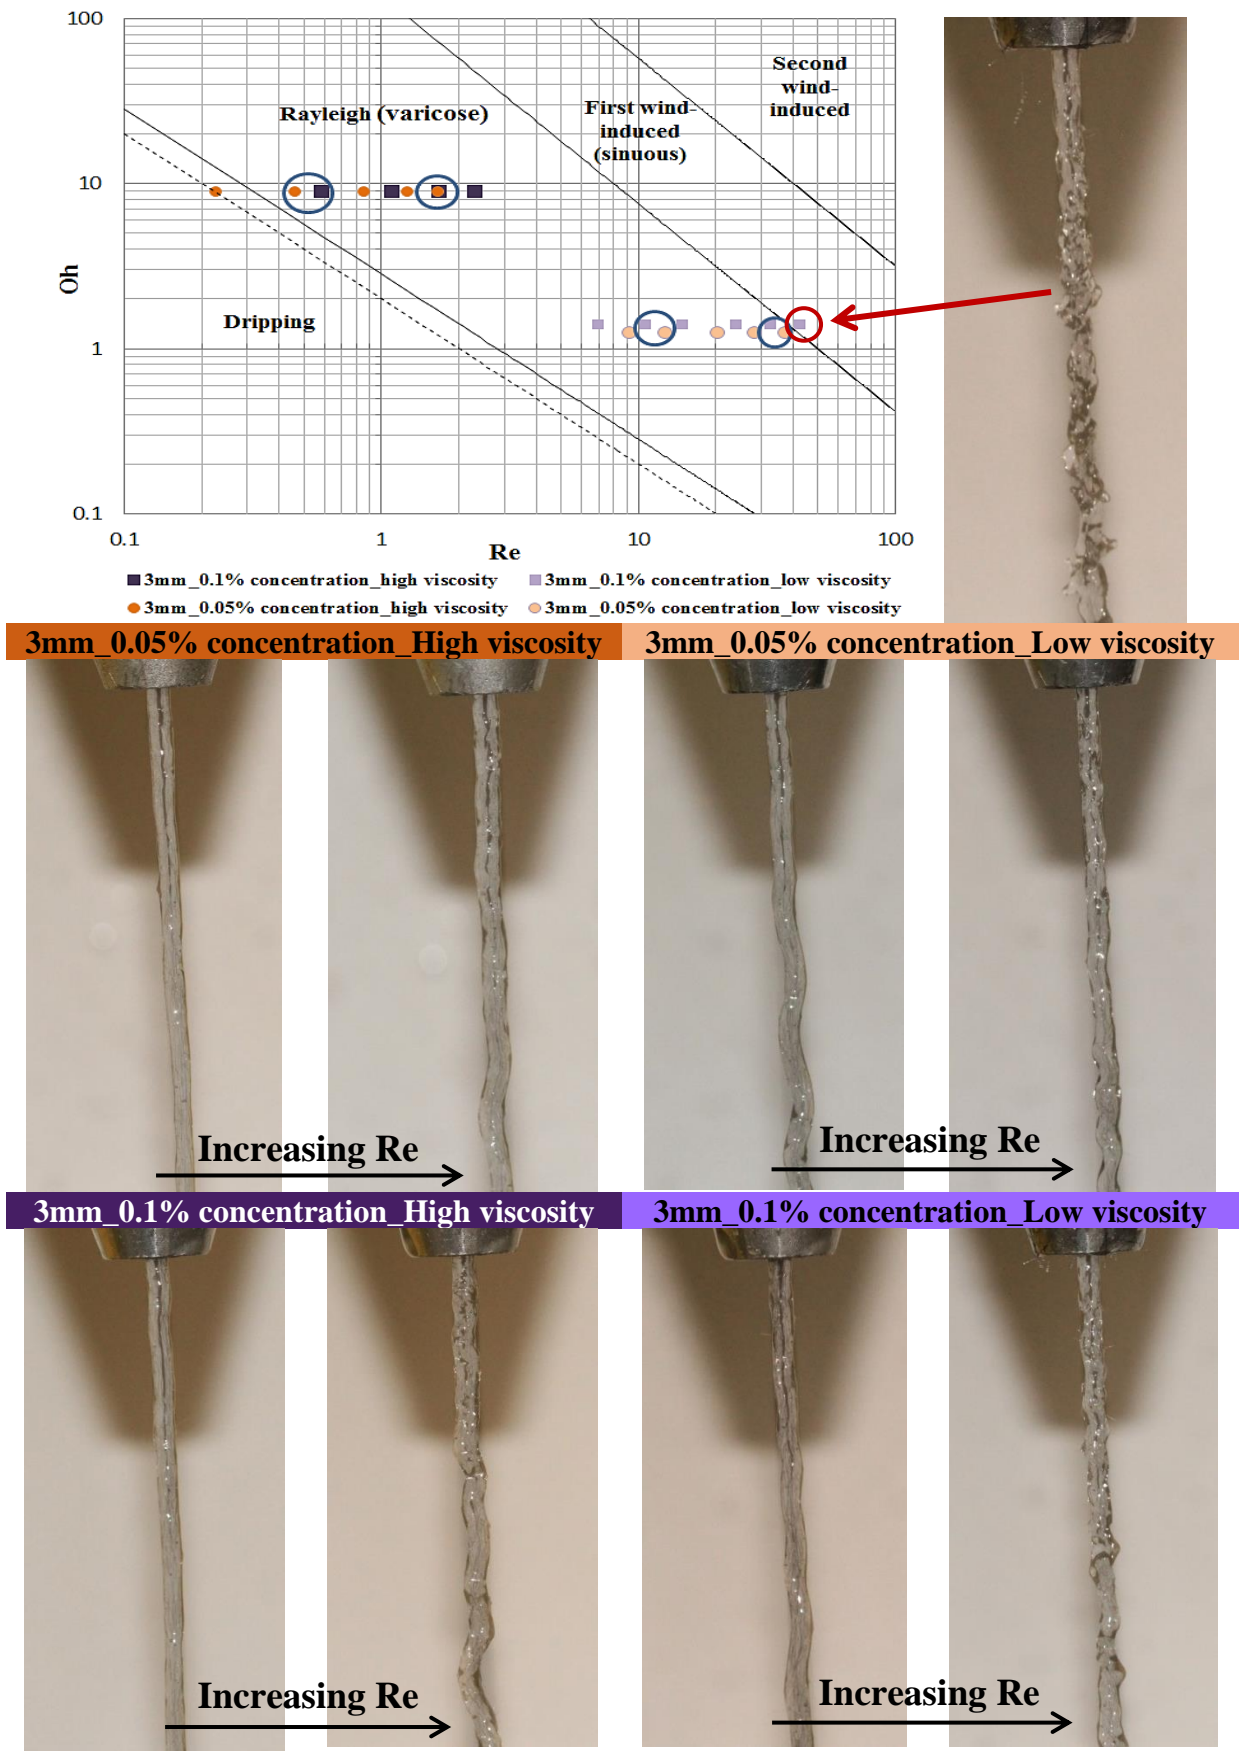 100
10
1
0.1
Oh
0.1
1
10
100
Re
Rayleigh (varicose)
First wind-
induced
(sinuous)
Second
wind-
induced
Dripping
3mm_0.1% concentration_high viscosity
3mm_0.1% concentration_low viscosity
3mm_0.05% concentration_high viscosity
3mm_0.05% concentration_low viscosity
3mm_0.05% concentration_High viscosity
3mm_0.05% concentration_Low viscosity
Increasing Re
Increasing Re
3mm_0.1% concentration_High viscosity
3mm_0.1% concentration_Low viscosity
Increasing Re
Increasing Re